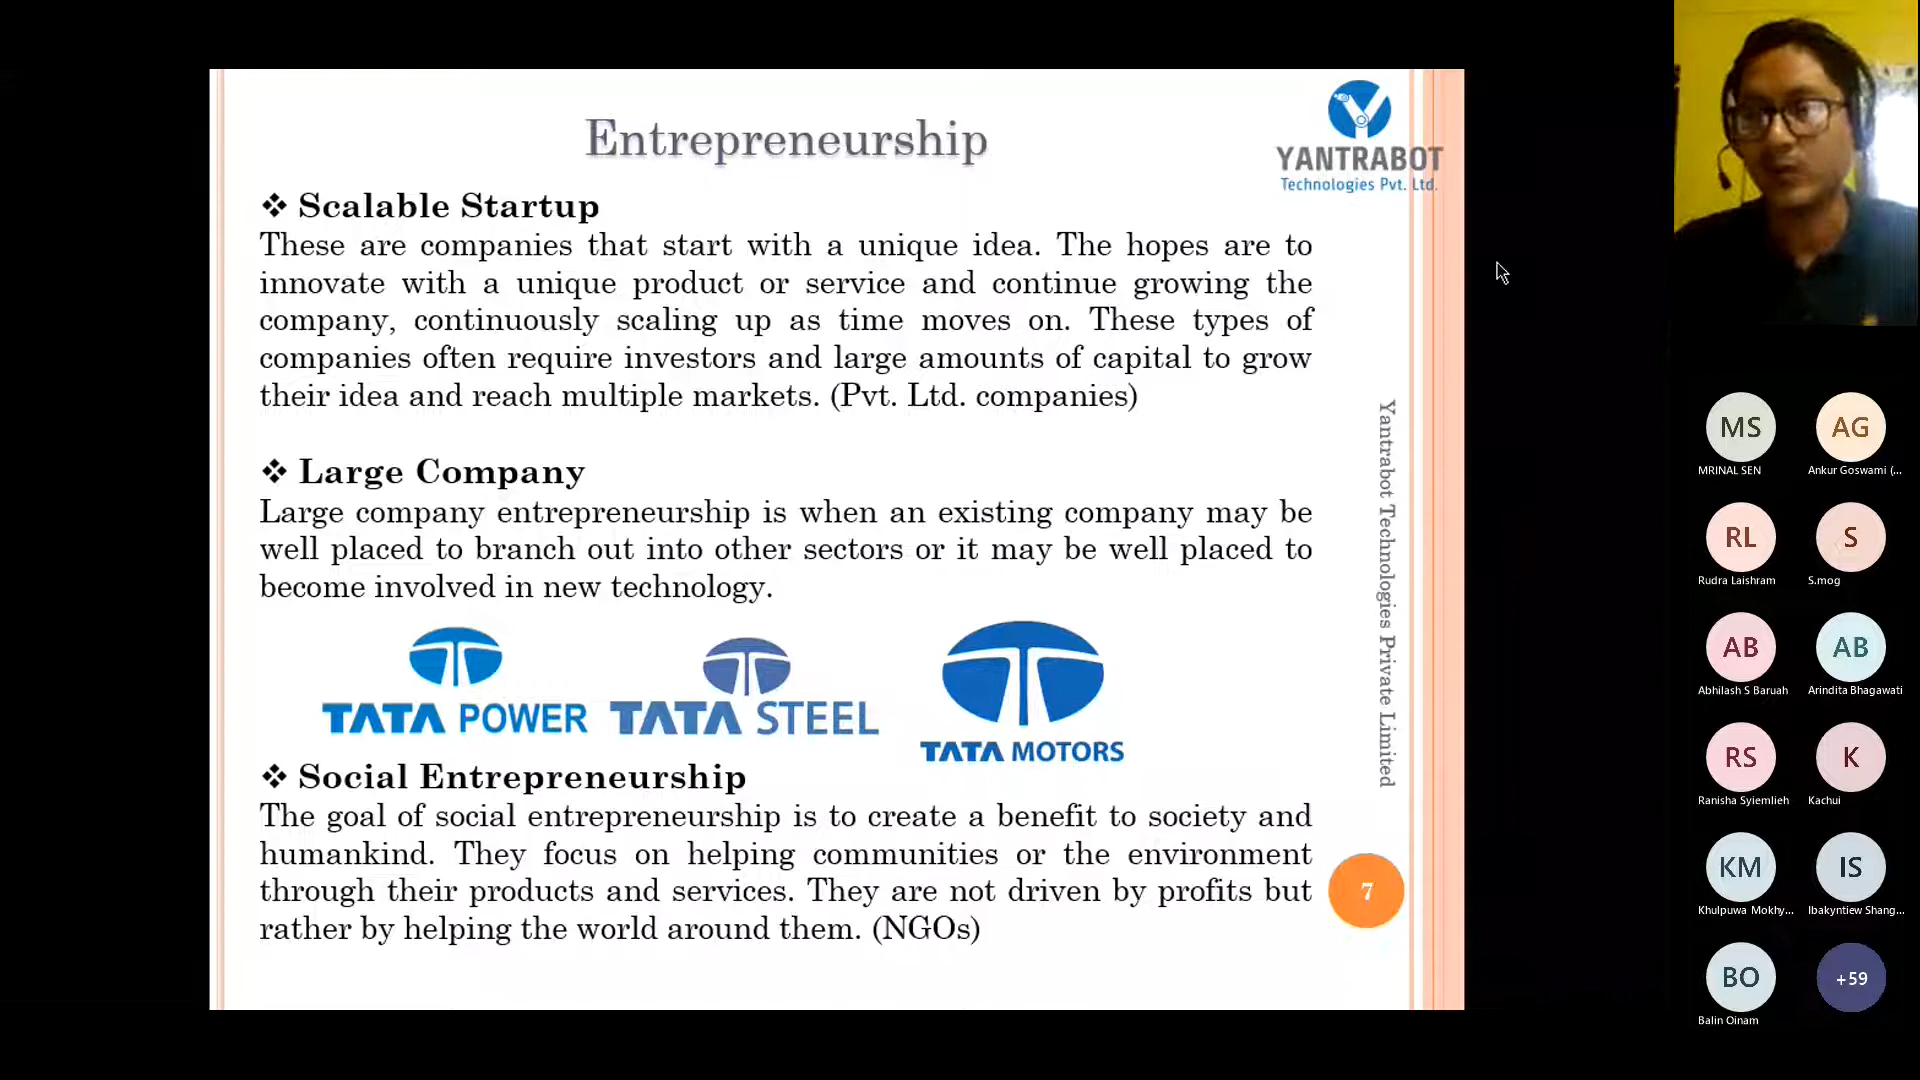 Entrepreneurship
YANTRABOT
Technologies Pvt. Ltd.
❖ Scalable Startup
These are companies that start with a unique idea. The hopes are to
innovate with a unique product or service and continue growing the
company, continuously scaling up as time moves on. These types of
companies often require investors and large amounts of capital to grow
their idea and reach multiple markets. (Pvt. Ltd. companies)
❖ Large Company
Large company entrepreneurship is when an existing company may be
well placed to branch out into other sectors or it may be well placed to
become involved in new technology.
TATA POWER
TATA STEEL
TATA MOTORS
❖ Social Entrepreneurship
The goal of social entrepreneurship is to create a benefit to society and
humankind. They focus on helping communities or the environment
through their products and services. They are not driven by profits but
rather by helping the world around them. (NGOs)
Yantrabot Technologies Private Limited
7
MS
MRINAL SEN
AG
Ankur Goswami (...
RL
Rudra Laishram
S
S.mog
AB
Abhilash S Baruah
AB
Arindita Bhagawati
RS
Ranisha Syiemlieh
K
Kachui
KM
Khulpuwa Mokhy...
IS
Ibakyntiew Shang...
BO
Balin Oinam
+59